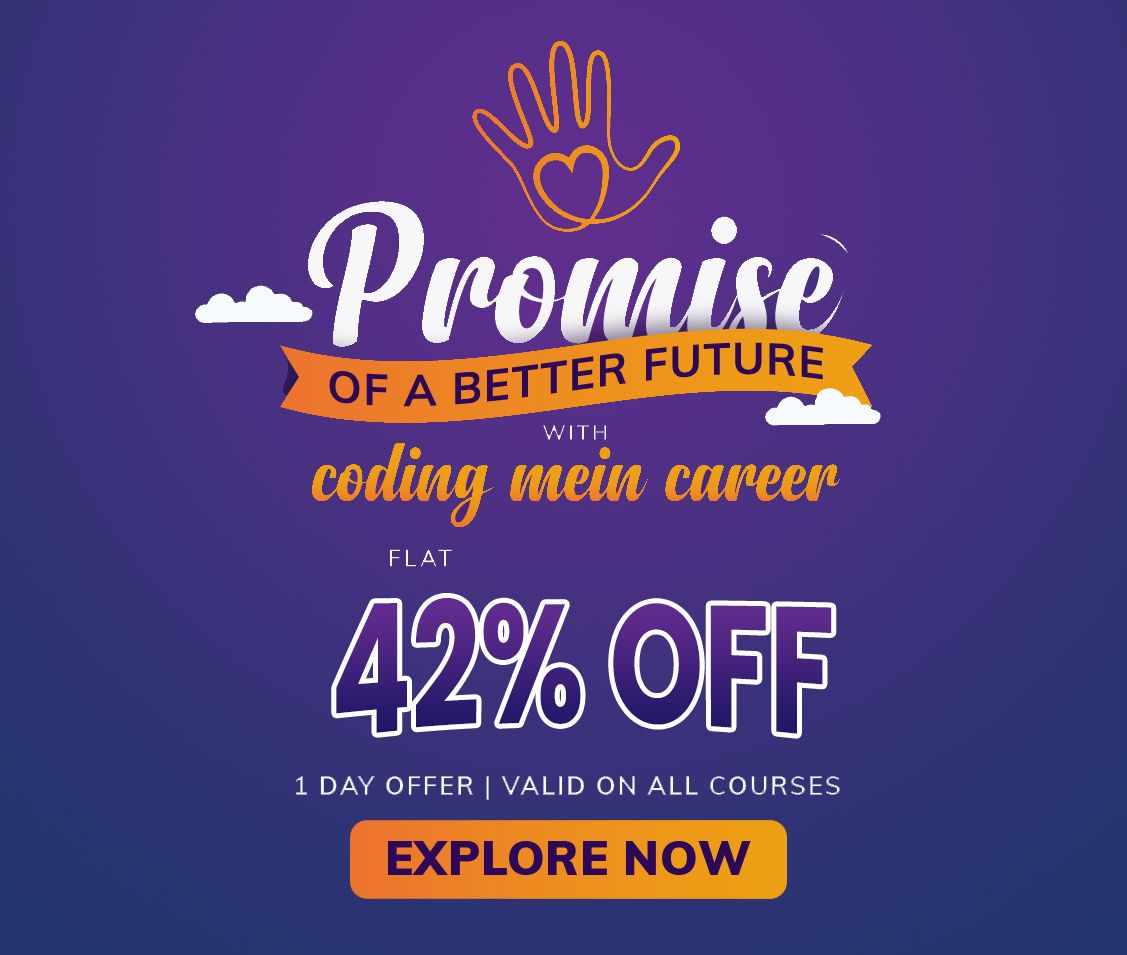 Promise
OF A BETTER FUTURE
WITH
coding mein career
FLAT
42% OFF
1 DAY OFFER | VALID ON ALL COURSES
EXPLORE NOW